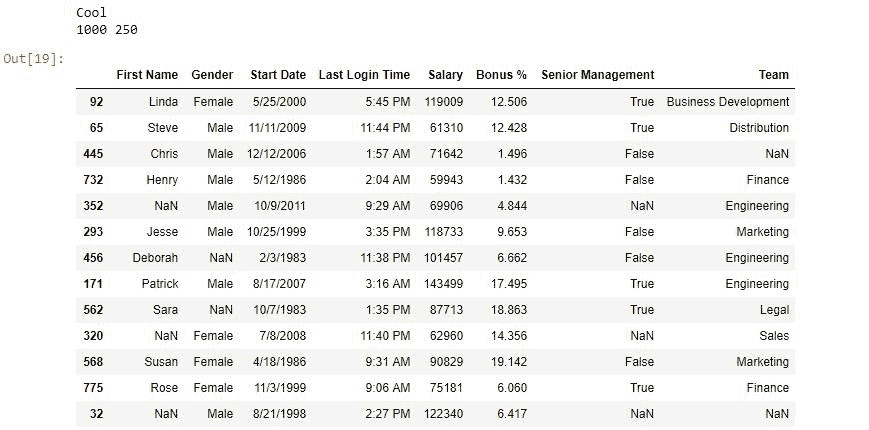 Cool
1000 250
Out[19]:
First Name Gender Start Date Last Login Time Salary Bonus % Senior Management Team
92 Linda Female 5/25/2000 5:45 PM 119009 12.506 True Business Development
65 Steve Male 11/11/2009 11:44 PM 61310 12.428 True Distribution
445 Chris Male 12/12/2006 1:57 AM 71642 1.496 False NaN
732 Henry Male 5/12/1986 2:04 AM 59943 1.432 False Finance
352 NaN Male 10/9/2011 9:29 AM 69906 4.844 NaN Engineering
293 Jesse Male 10/25/1999 3:35 PM 118733 9.653 False Marketing
456 Deborah NaN 2/3/1983 11:38 PM 101457 6.662 False Engineering
171 Patrick Male 8/17/2007 3:16 AM 143499 17.495 True Engineering
562 Sara NaN 10/7/1983 1:35 PM 87713 18.863 True Legal
320 NaN Female 7/8/2008 11:40 PM 62960 14.356 NaN Sales
568 Susan Female 4/18/1986 9:31 AM 90829 19.142 False Marketing
775 Rose Female 11/3/1999 9:06 AM 75181 6.060 True Finance
32 NaN Male 8/21/1998 2:27 PM 122340 6.417 NaN NaN